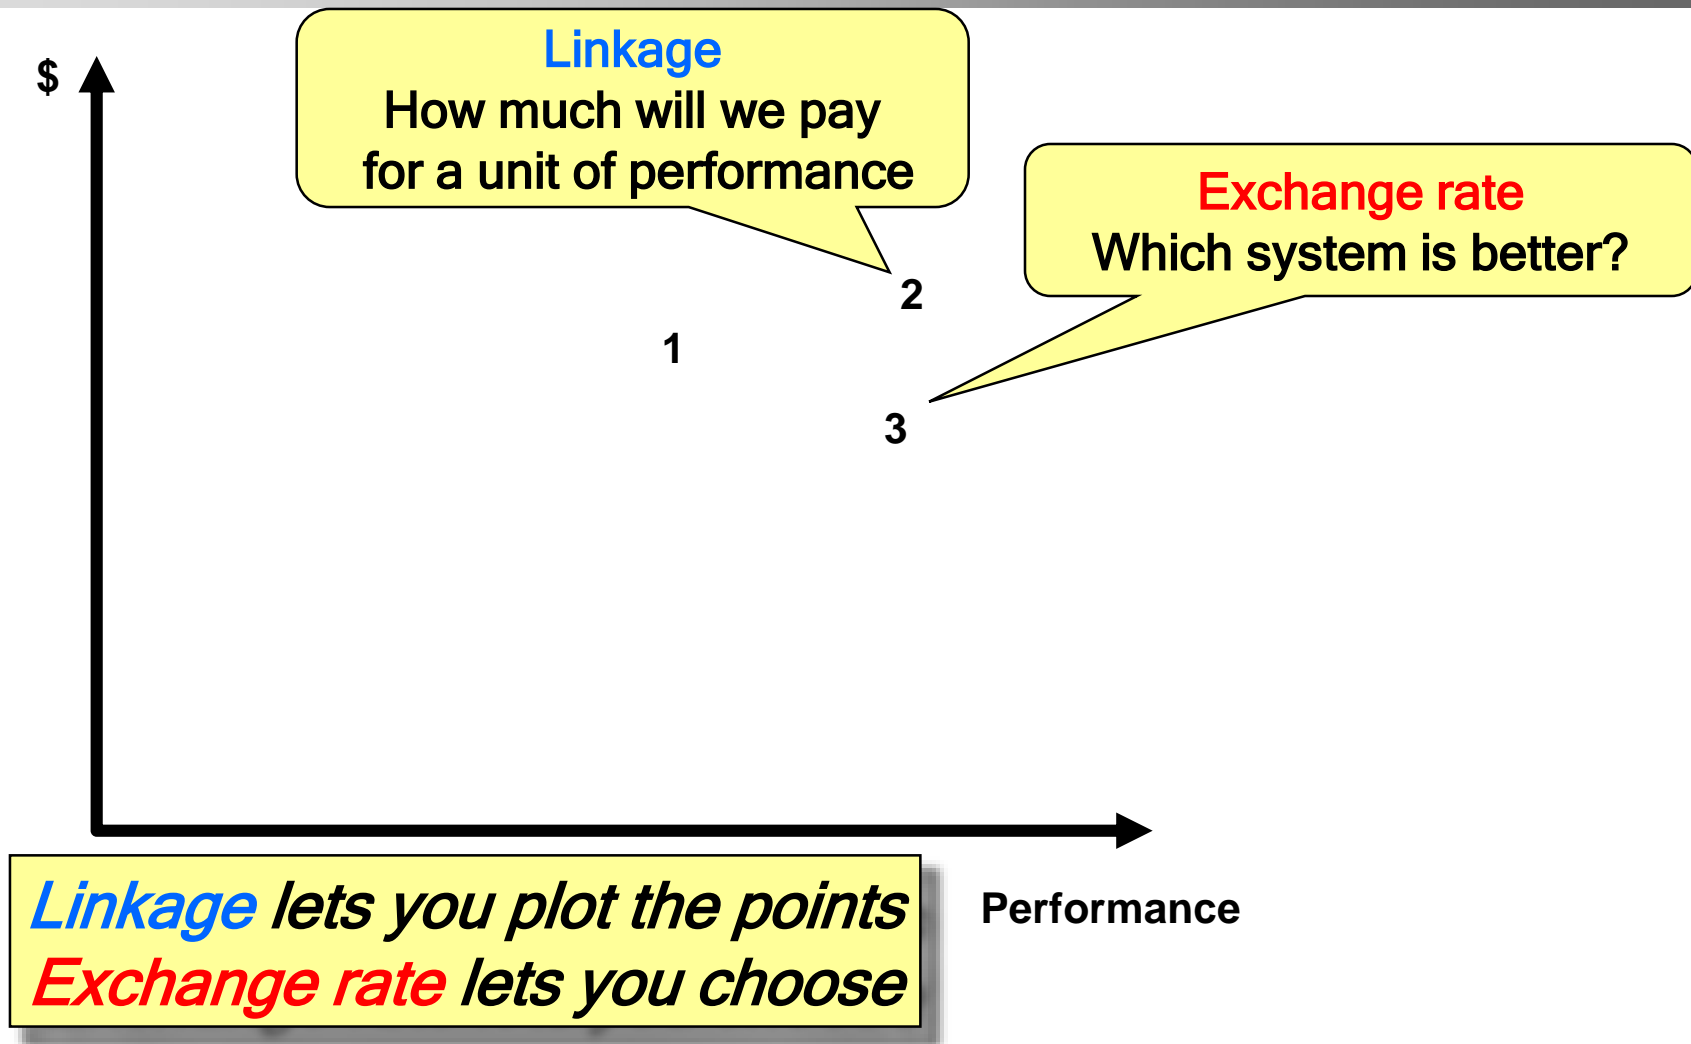 $
Linkage
How much will we pay
for a unit of performance
Exchange rate
Which system is better?
2
1
3
Linkage lets you plot the points
Exchange rate lets you choose
Performance